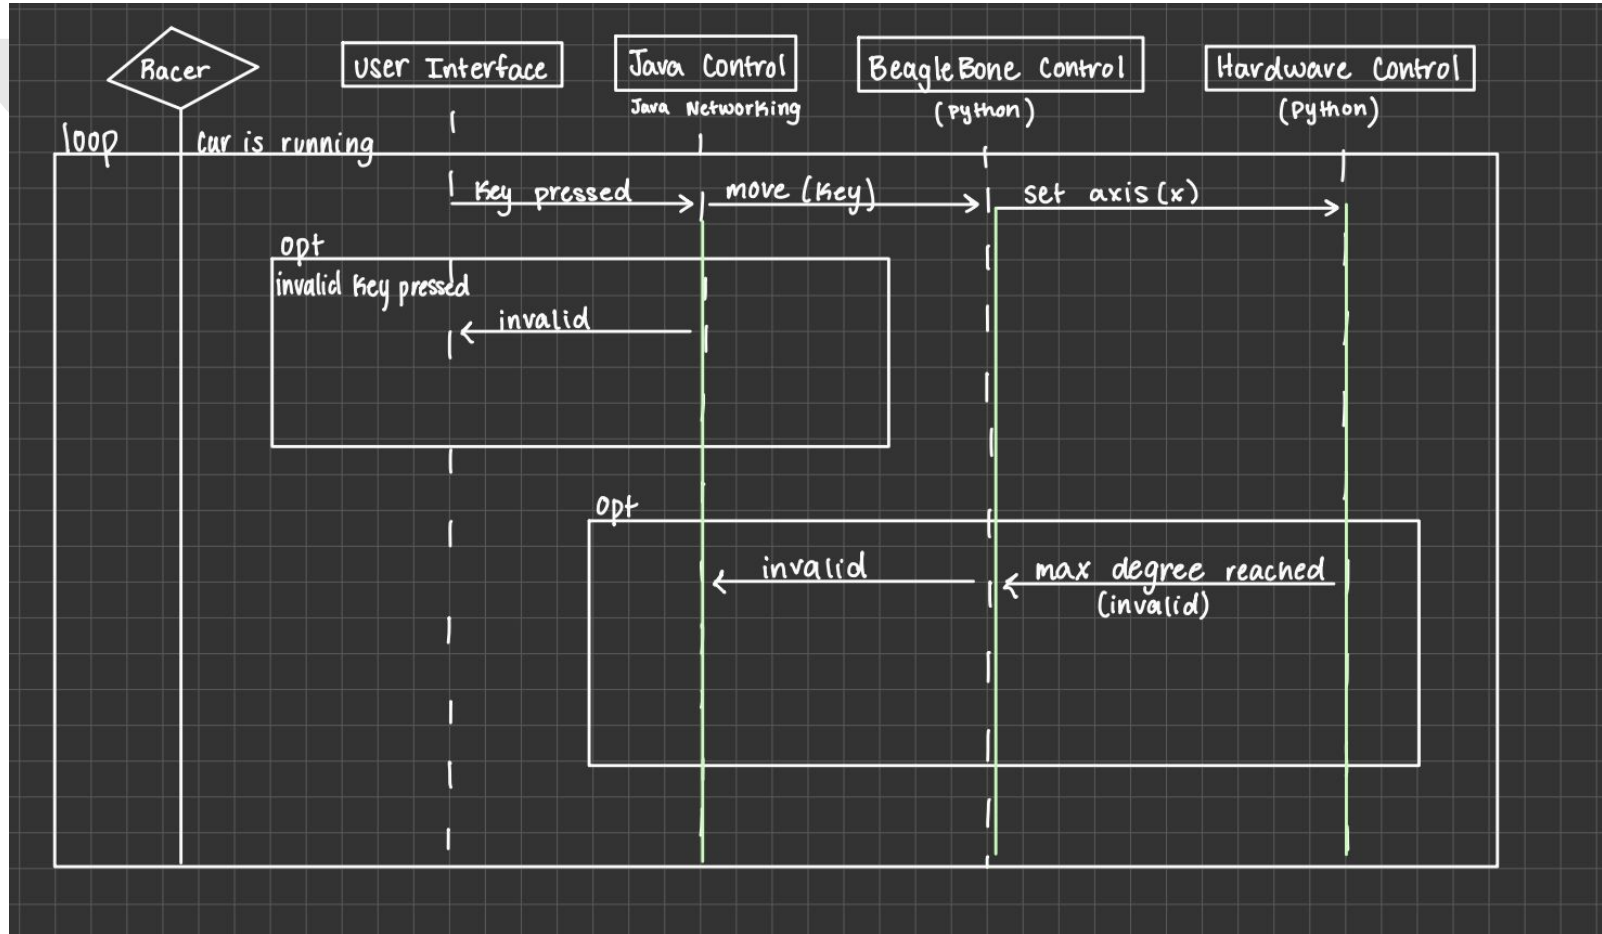 Racer
User Interface
Java Control
Java Networking
BeagleBone Control
(Python)
Hardware Control
(Python)
loop
car is running
Key pressed
move (Key)
set axis (x)
opt
invalid Key pressed
invalid
opt
invalid
max degree reached
(invalid)